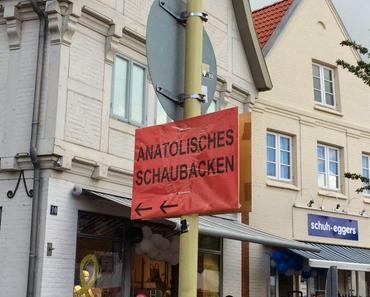 ANATOLISCHES
SCHAUBACKEN
← ←
schuh eggers